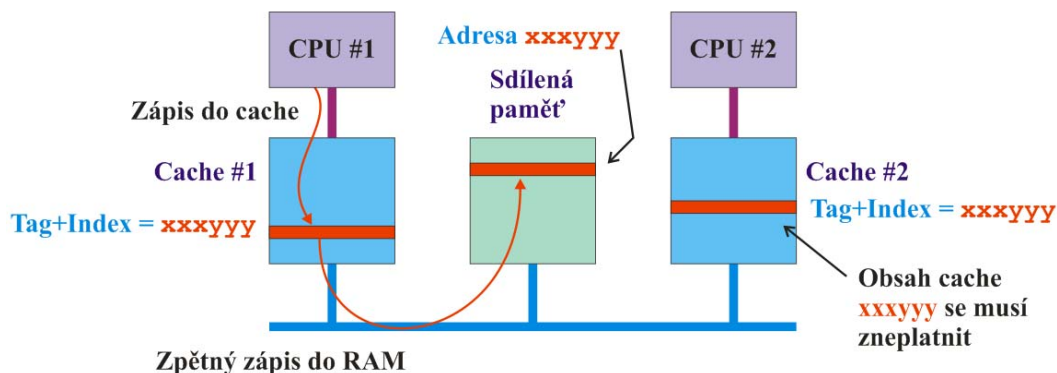 CPU #1
Adresa xxxyyy
CPU #2
Sdílená
paměť
Zápis do cache
Cache #1
Cache #2
Tag+Index = xxxyyy
Tag+Index = xxxyyy
Obsah cache
xxxyyy se musí
zneplatnit
Zpětný zápis do RAM